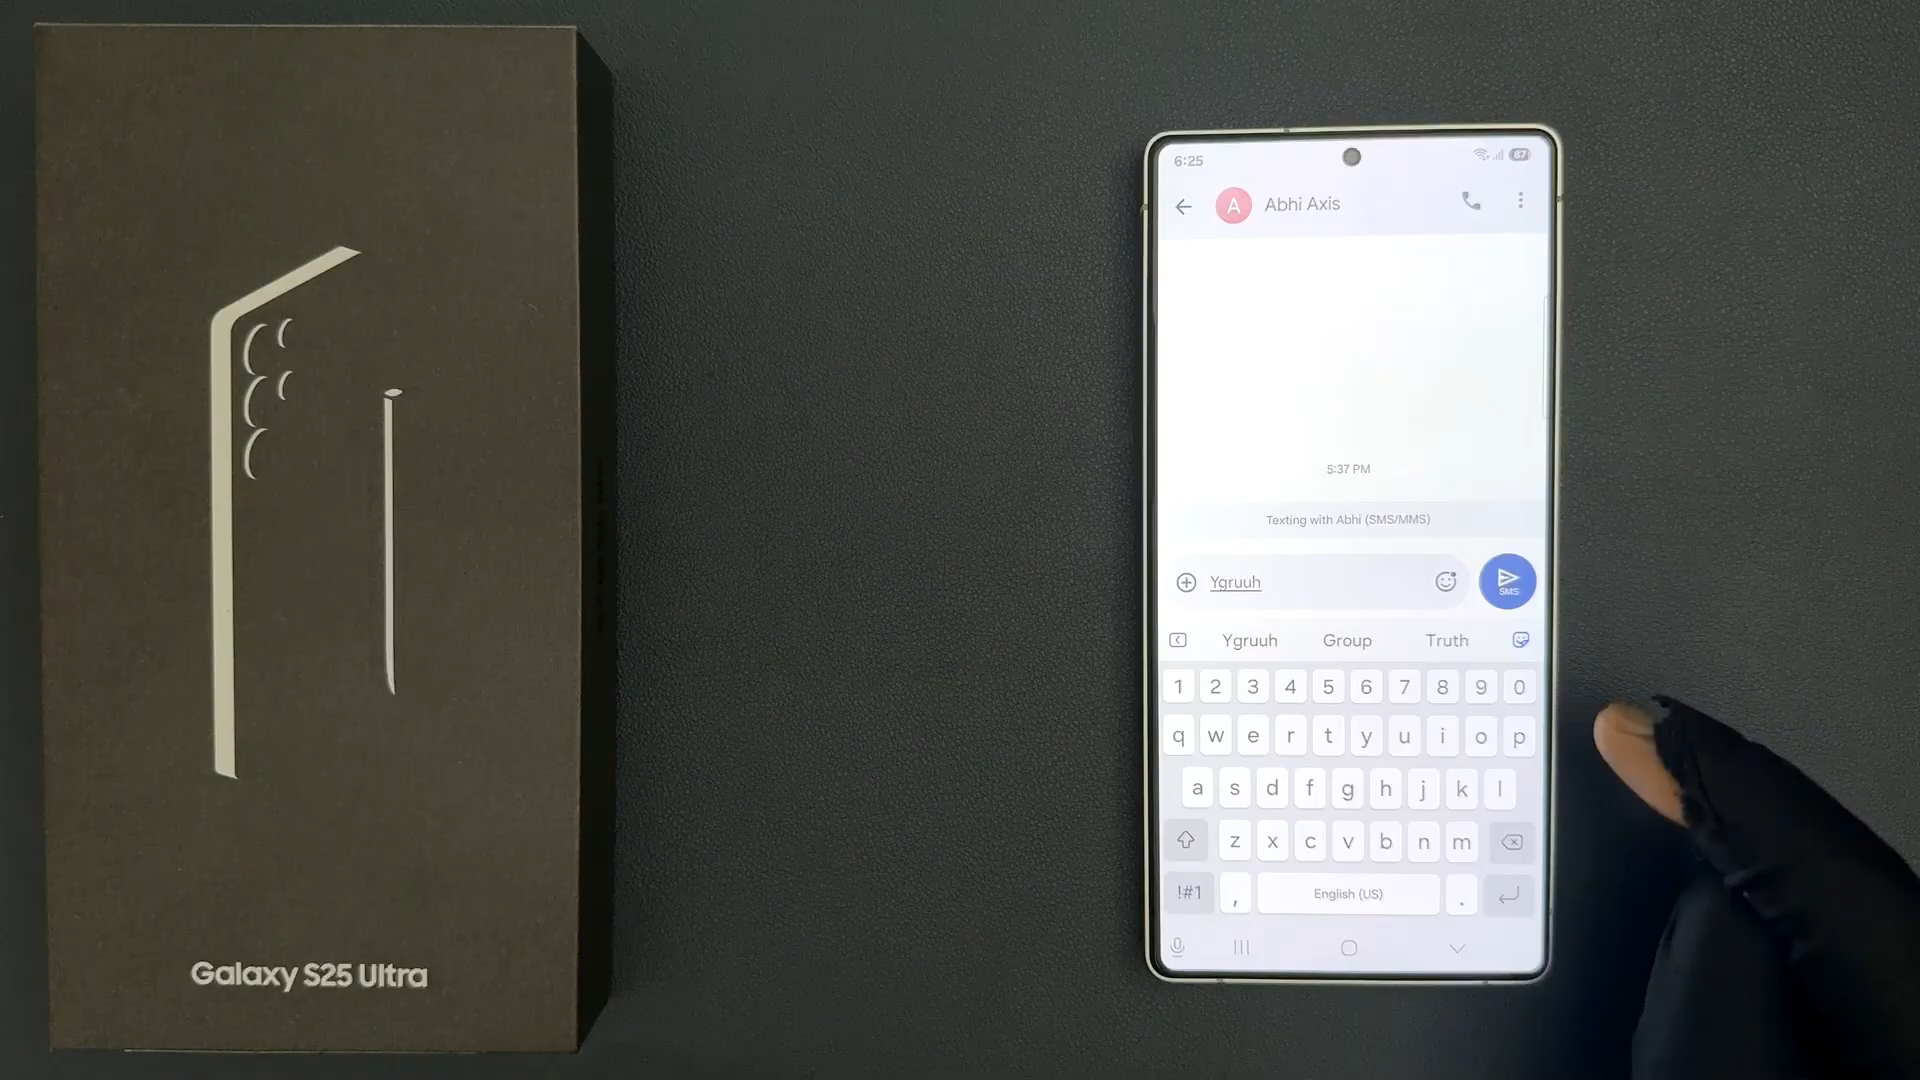 Galaxy S25 Ultra
6:25
87
A Abhi Axis
5:37 PM
Texting with Abhi (SMS/MMS)
Ygruuh
SMS
Ygruuh Group Truth
1 2 3 4 5 6 7 8 9 0
q w e r t y u i o p
a s d f g h j k l
z x c v b n m
!#1 , English (US) .